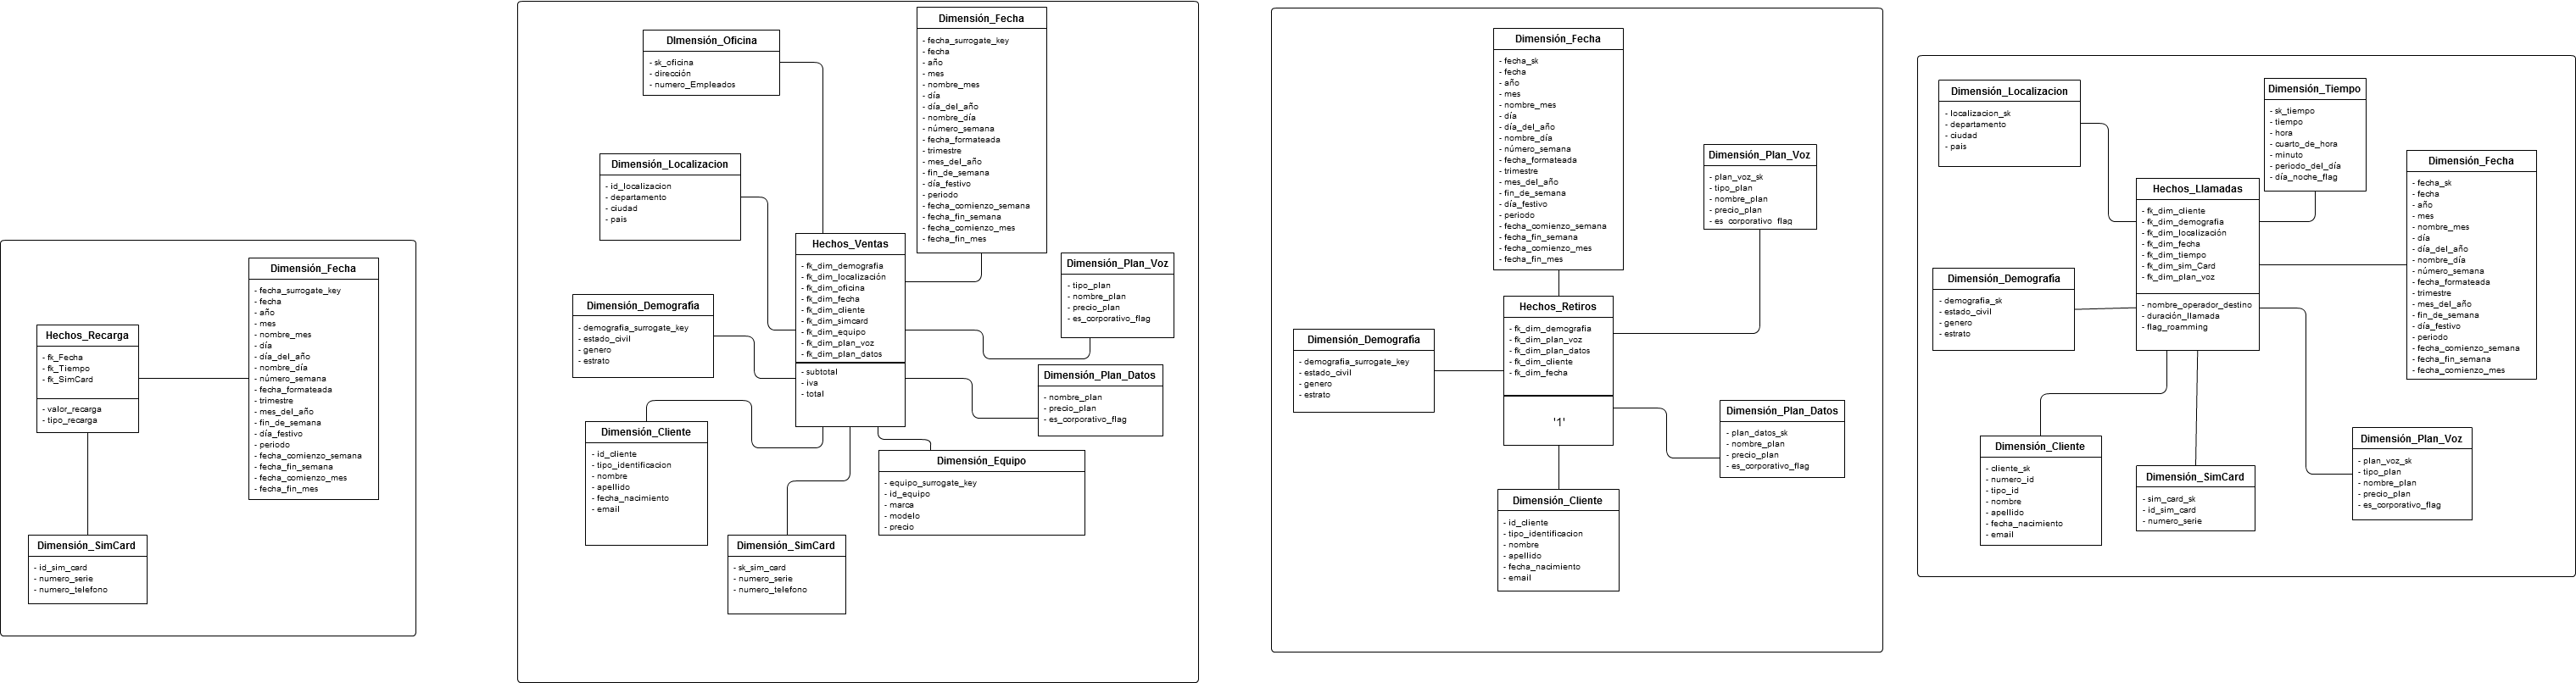 Hechos_Recarga
- fk_Fecha
- fk_Tiempo
- fk_SimCard
- valor_recarga
- tipo_recarga
Dimensión_Fecha
- fecha_surrogate_key
- fecha
- año
- mes
- nombre_mes
- día
- día_del_año
- nombre_día
- número_semana
- fecha_formateada
- trimestre
- mes_del_año
- fin_de_semana
- día_festivo
- periodo
- fecha_comienzo_semana
- fecha_fin_semana
- fecha_comienzo_mes
- fecha_fin_mes
Dimensión_SimCard
- id_sim_card
- numero_serie
- numero_telefono
DImensión_Oficina
- sk_oficina
- dirección
- numero_Empleados
Dimensión_Fecha
- fecha_surrogate_key
- fecha
- año
- mes
- nombre_mes
- día
- día_del_año
- nombre_día
- número_semana
- fecha_formateada
- trimestre
- mes_del_año
- fin_de_semana
- día_festivo
- periodo
- fecha_comienzo_semana
- fecha_fin_semana
- fecha_comienzo_mes
- fecha_fin_mes
Dimensión_Localizacion
- id_localizacion
- departamento
- ciudad
- pais
Hechos_Ventas
- fk_dim_demografia
- fk_dim_localización
- fk_dim_oficina
- fk_dim_fecha
- fk_dim_cliente
- fk_dim_simcard
- fk_dim_equipo
- fk_dim_plan_voz
- fk_dim_plan_datos
- subtotal
- iva
- total
Dimensión_Plan_Voz
- tipo_plan
- nombre_plan
- precio_plan
- es_corporativo_flag
Dimensión_Demografía
- demografia_surrogate_key
- estado_civil
- genero
- estrato
Dimensión_Plan_Datos
- nombre_plan
- precio_plan
- es_corporativo_flag
Dimensión_Cliente
- id_cliente
- tipo_identificacion
- nombre
- apellido
- fecha_nacimiento
- email
Dimensión_Equipo
- equipo_surrogate_key
- id_equipo
- marca
- modelo
- precio
Dimensión_SimCard
- sk_sim_card
- numero_serie
- numero_telefono
Dimensión_Fecha
- fecha_sk
- fecha
- año
- mes
- nombre_mes
- día
- día_del_año
- nombre_día
- número_semana
- fecha_formateada
- trimestre
- mes_del_año
- fin_de_semana
- día_festivo
- periodo
- fecha_comienzo_semana
- fecha_fin_semana
- fecha_comienzo_mes
- fecha_fin_mes
Dimensión_Plan_Voz
- plan_voz_sk
- tipo_plan
- nombre_plan
- precio_plan
- es_corporativo_flag
Hechos_Retiros
- fk_dim_demografia
- fk_dim_plan_voz
- fk_dim_plan_datos
- fk_dim_cliente
- fk_dim_fecha
'1'
Dimensión_Demografía
- demografia_surrogate_key
- estado_civil
- genero
- estrato
Dimensión_Plan_Datos
- plan_datos_sk
- nombre_plan
- precio_plan
- es_corporativo_flag
Dimensión_Cliente
- id_cliente
- tipo_identificacion
- nombre
- apellido
- fecha_nacimiento
- email
Dimensión_Localizacion
- localizacion_sk
- departamento
- ciudad
- pais
Dimensión_Tiempo
- sk_tiempo
- tiempo
- hora
- cuarto_de_hora
- minuto
- periodo_del_día
- día_noche_flag
Dimensión_Fecha
- fecha_sk
- fecha
- año
- mes
- nombre_mes
- día
- día_del_año
- nombre_día
- número_semana
- fecha_formateada
- trimestre
- mes_del_año
- fin_de_semana
- día_festivo
- periodo
- fecha_comienzo_semana
- fecha_fin_semana
- fecha_comienzo_mes
Hechos_Llamadas
- fk_dim_cliente
- fk_dim_demografia
- fk_dim_localización
- fk_dim_fecha
- fk_dim_tiempo
- fk_dim_sim_Card
- fk_dim_plan_voz
- nombre_operador_destino
- duración_llamada
- flag_roamming
Dimensión_Demografía
- demografia_sk
- estado_civil
- genero
- estrato
Dimensión_Cliente
- cliente_sk
- numero_id
- tipo_id
- nombre
- apellido
- fecha_nacimiento
- email
Dimensión_SimCard
- sim_card_sk
- id_sim_card
- numero_serie
Dimensión_Plan_Voz
- plan_voz_sk
- tipo_plan
- nombre_plan
- precio_plan
- es_corporativo_flag